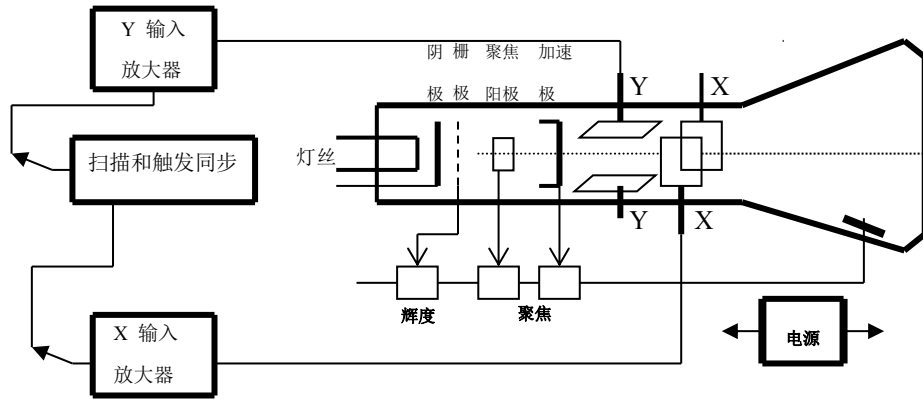 Y 输入
放大器
扫描和触发同步
X 输入
放大器
灯丝
阴 栅 聚焦 加速
极 极 阳极 极
Y
X
Y
X
辉度
聚焦
电源